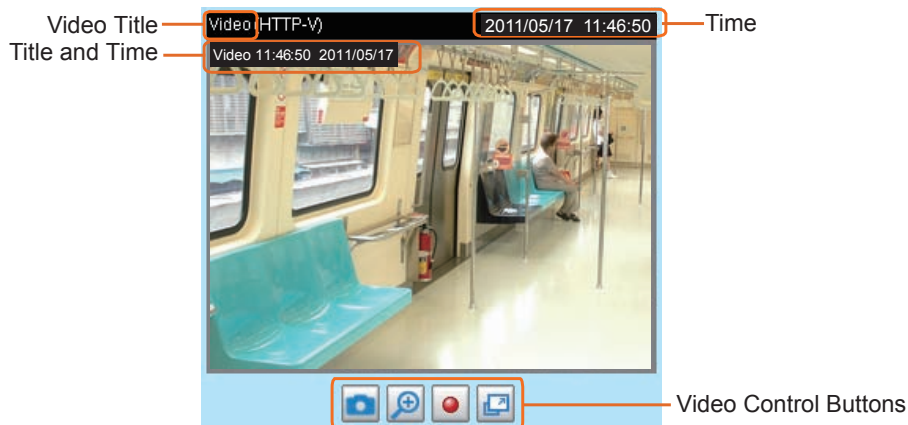 Video Title
Video (HTTP-V)
2011/05/17 11:46:50
Time
Title and Time
Video 11:46:50 2011/05/17
Video Control Buttons